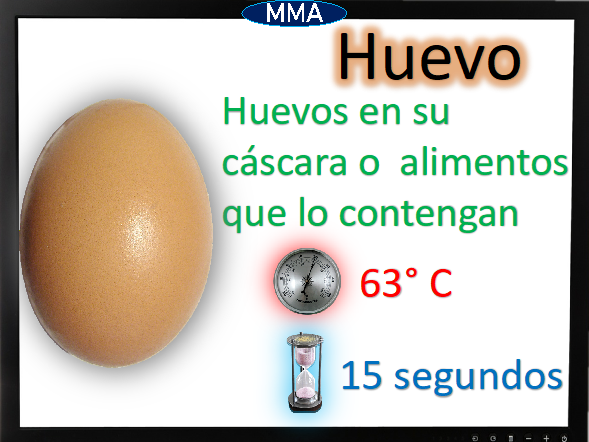 MMA
Huevo
Huevos en su
cáscara o alimentos
que lo contengan
63° C
15 segundos